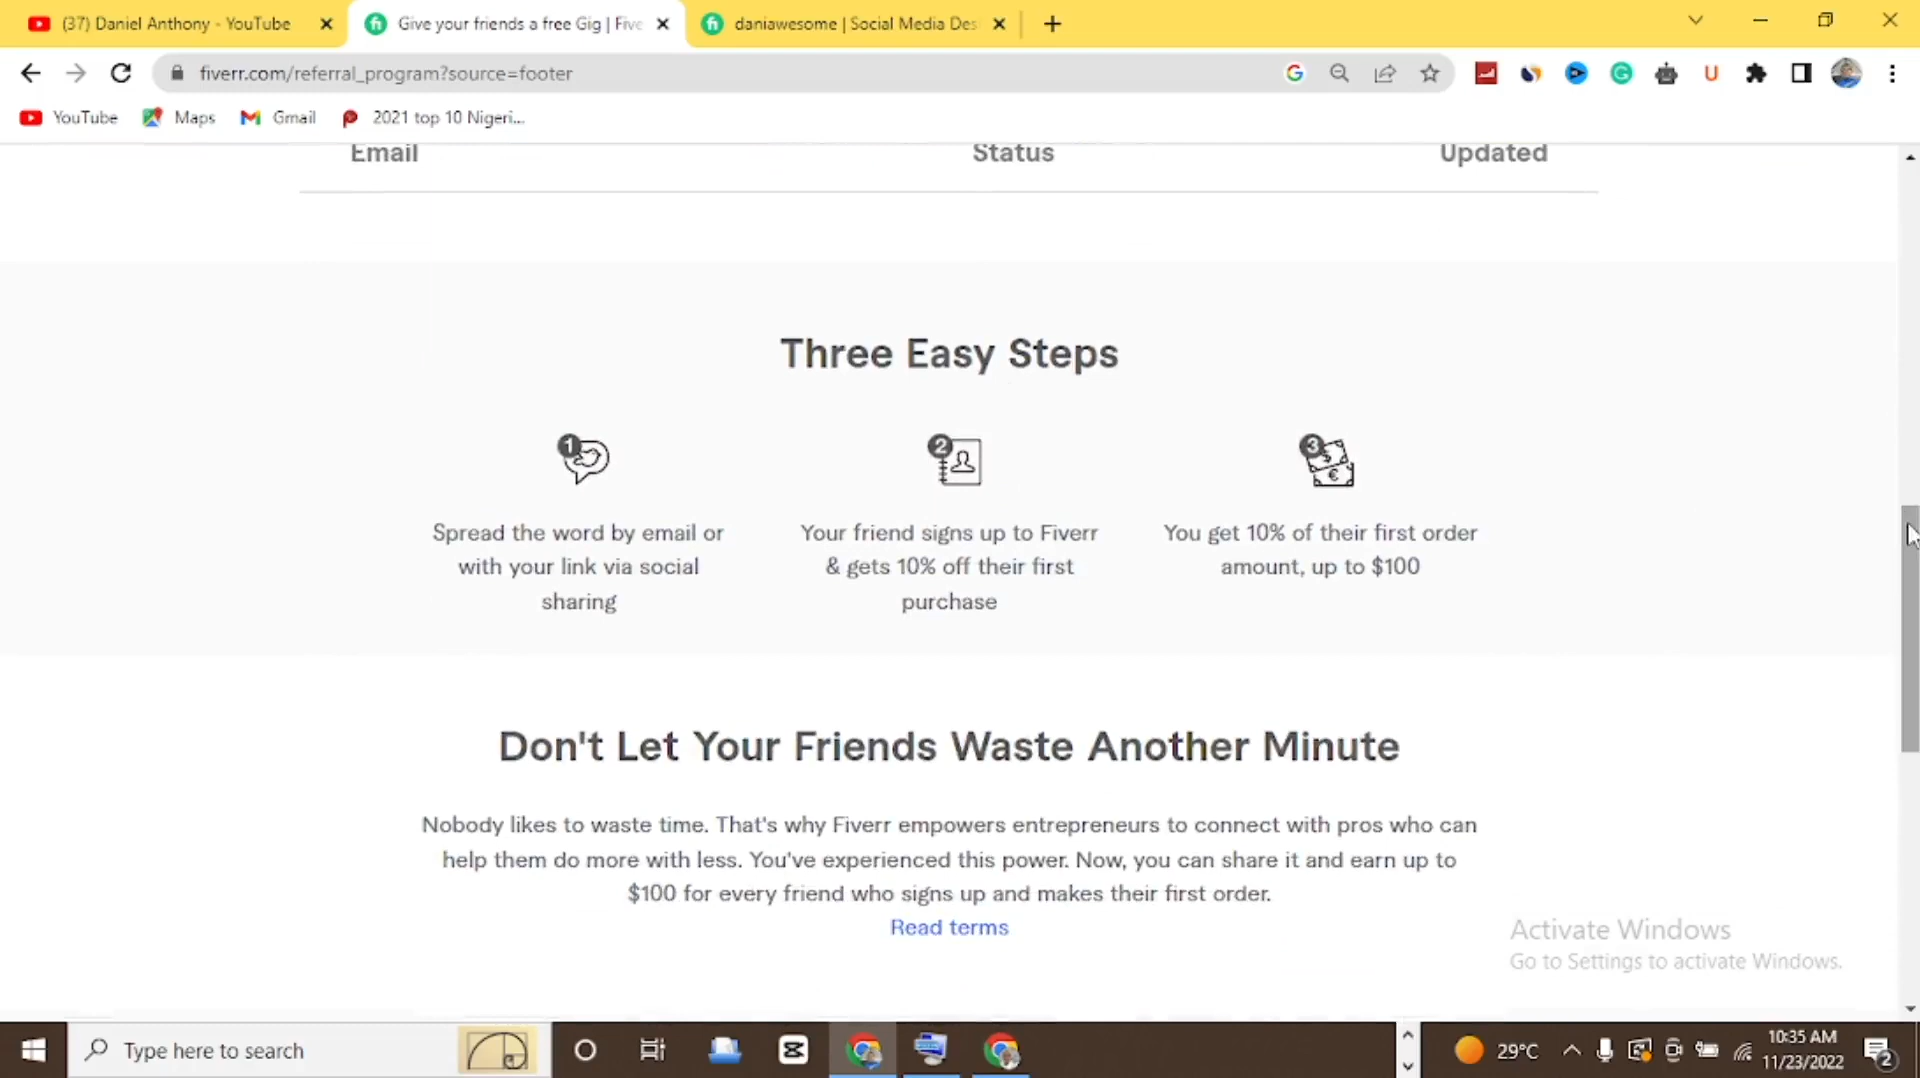 (37) Daniel Anthony - YouTube
Give your friends a free Gig | Five
daniawesome | Social Media Des
fiverr.com/referral_program?source=footer
YouTube
Maps
Gmail
2021 top 10 Nigeri...
Email
Status
Updated
Three Easy Steps
1
2
3
Spread the word by email or
with your link via social
sharing
Your friend signs up to Fiverr
& gets 10% off their first
purchase
You get 10% of their first order
amount, up to $100
Don't Let Your Friends Waste Another Minute
Nobody likes to waste time. That's why Fiverr empowers entrepreneurs to connect with pros who can
help them do more with less. You've experienced this power. Now, you can share it and earn up to
$100 for every friend who signs up and makes their first order.
Read terms
Activate Windows
Go to Settings to activate Windows.
Type here to search
29°C
10:35 AM
11/23/2022
2